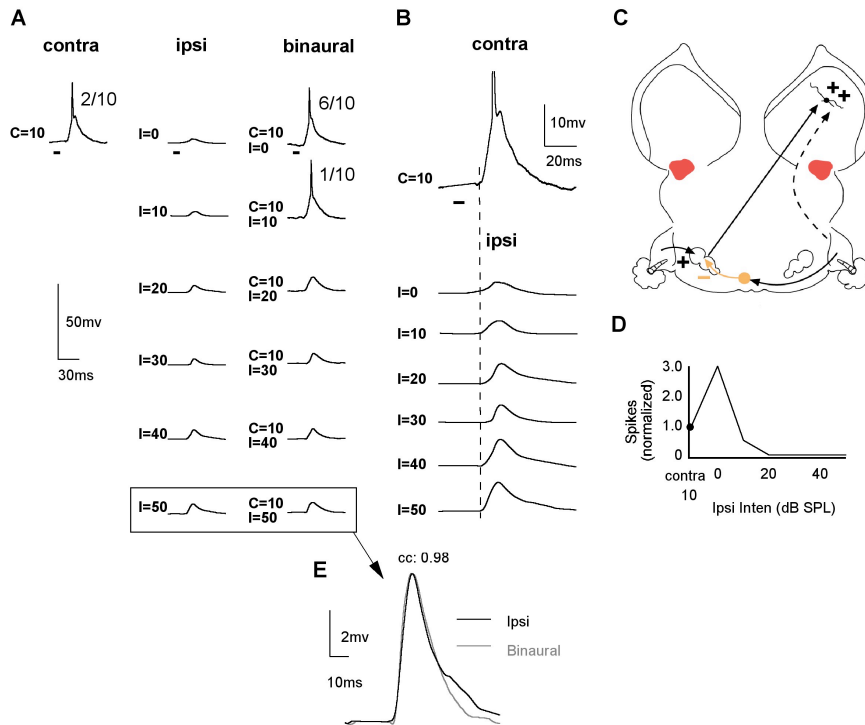 A
contra
ipsi
binaural
C=10
2/10
I=0
C=10
I=0
6/10
I=10
C=10
I=10
1/10
I=20
C=10
I=20
50mv
30ms
I=30
C=10
I=30
I=40
C=10
I=40
I=50
C=10
I=50
B
contra
C=10
10mv
20ms
ipsi
I=0
I=10
I=20
I=30
I=40
I=50
C
+
+
+
−
D
Spikes
(normalized)
3.0
2.0
1.0
0
contra
10
0
20
40
Ipsi Inten (dB SPL)
E
cc: 0.98
2mv
10ms
Ipsi
Binaural